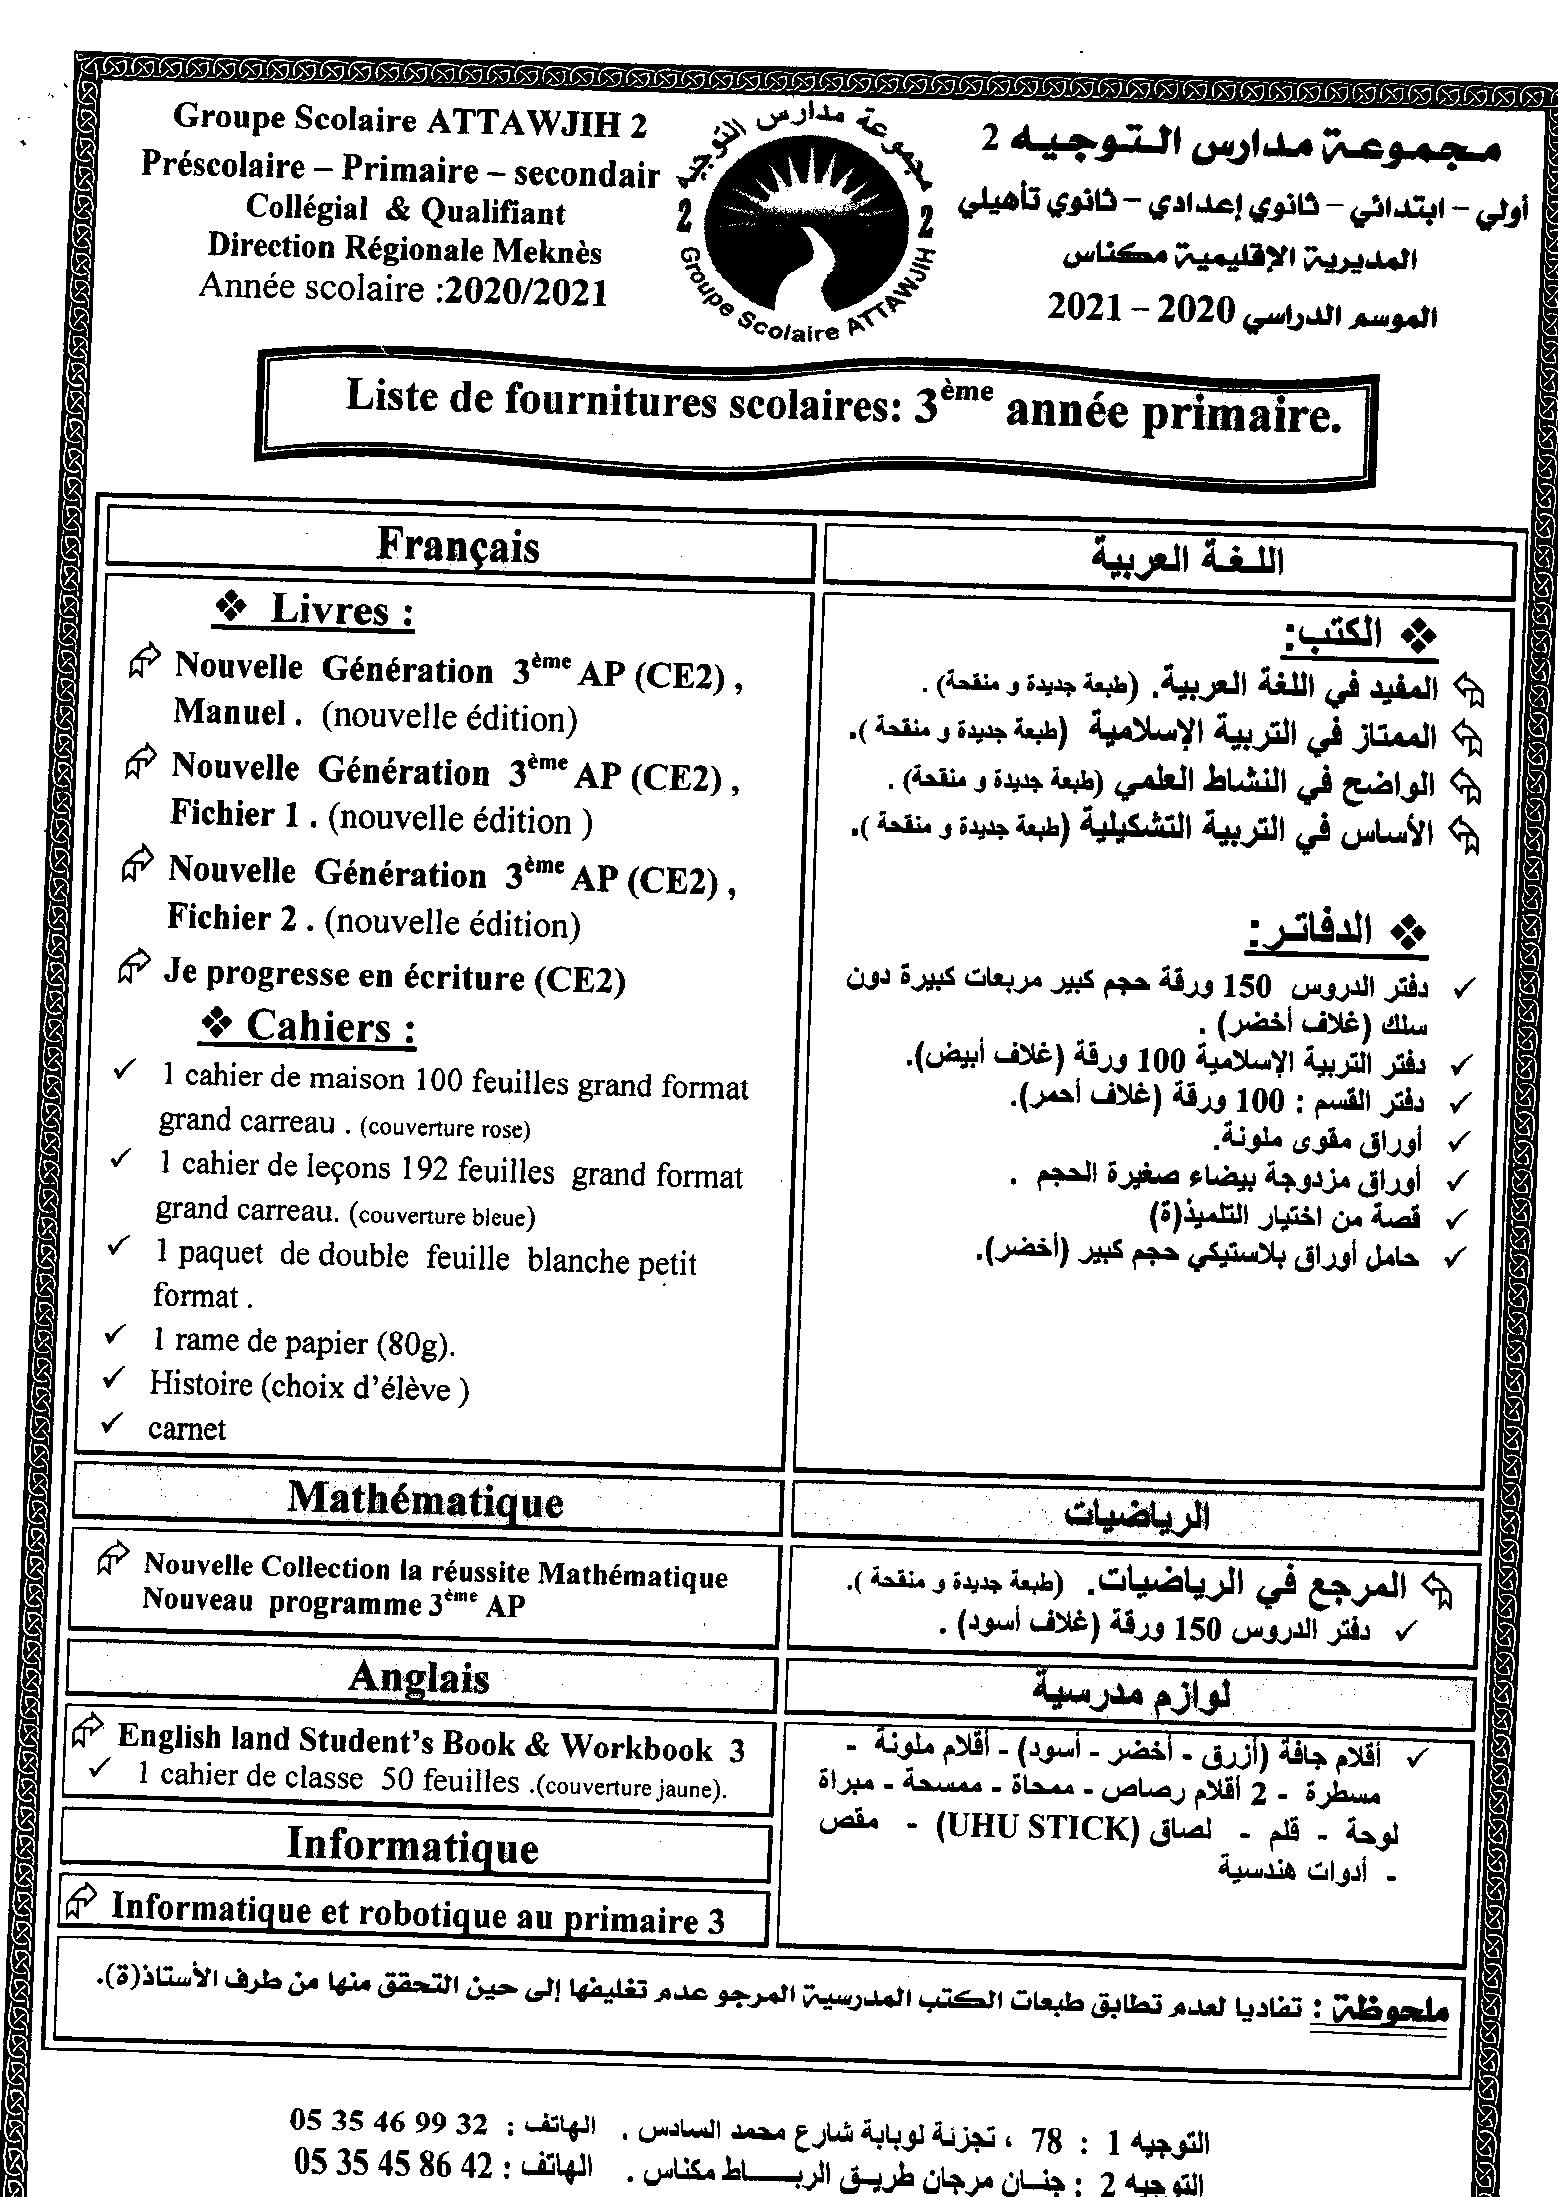 Groupe Scolaire ATTAWJIH 2
Préscolaire – Primaire – secondair
Collégial & Qualifiant
Direction Régionale Meknès
Année scolaire :2020/2021
مجموعة مدارس التوجيه
2 2
Groupe Scolaire ATTAWJIH
مجموعة مدارس التوجيه 2
أولي – ابتدائي – ثانوي إعدادي – ثانوي تأهيلي
المديرية الإقليمية مكناس
الموسم الدراسي 2020 – 2021
Liste de fournitures scolaires: 3ème année primaire.
Français
❖ Livres :
Nouvelle Génération 3ème AP (CE2) ,
Manuel . (nouvelle édition)
Nouvelle Génération 3ème AP (CE2) ,
Fichier 1 . (nouvelle édition )
Nouvelle Génération 3ème AP (CE2) ,
Fichier 2 . (nouvelle édition)
Je progresse en écriture (CE2)
❖ Cahiers :
✓ 1 cahier de maison 100 feuilles grand format
grand carreau . (couverture rose)
✓ 1 cahier de leçons 192 feuilles grand format
grand carreau. (couverture bleue)
✓ 1 paquet de double feuille blanche petit
format .
✓ 1 rame de papier (80g).
✓ Histoire (choix d'élève )
✓ carnet
اللغة العربية
❖ الكتب:
المفيد في اللغة العربية. (طبعة جديدة و منقحة) .
الممتاز في التربية الإسلامية (طبعة جديدة و منقحة ).
الواضح في النشاط العلمي (طبعة جديدة و منقحة) .
الأساس في التربية التشكيلية (طبعة جديدة و منقحة ).
❖ الدفاتر:
✓ دفتر الدروس 150 ورقة حجم كبير مربعات كبيرة دون
سلك (غلاف أخضر) .
✓ دفتر التربية الإسلامية 100 ورقة (غلاف أبيض).
✓ دفتر القسم : 100 ورقة (غلاف أحمر).
✓ أوراق مقوى ملونة.
✓ أوراق مزدوجة بيضاء صغيرة الحجم .
✓ قصة من اختيار التلميذ(ة)
✓ حامل أوراق بلاستيكي حجم كبير (أخضر).
Mathématique
Nouvelle Collection la réussite Mathématique
Nouveau programme 3ème AP
الرياضيات
المرجع في الرياضيات. (طبعة جديدة و منقحة ).
✓ دفتر الدروس 150 ورقة (غلاف أسود) .
Anglais
English land Student's Book & Workbook 3
✓ 1 cahier de classe 50 feuilles .(couverture jaune).
Informatique
Informatique et robotique au primaire 3
لوازم مدرسية
✓ أقلام جافة (أزرق - أخضر - أسود) - أقلام ملونة -
مسطرة - 2 أقلام رصاص - ممحاة - ممسحة - مبراة
لوحة - قلم - لصاق (UHU STICK) - مقص
- أدوات هندسية
ملحوظة : تفاديا لعدم تطابق طبعات الكتب المدرسية المرجو عدم تغليفها إلى حين التحقق منها من طرف الأستاذ(ة).
التوجيه 1 : 78 ، تجزئة لوبابة شارع محمد السادس . الهاتف : 05 35 46 99 32
التوجيه 2 : جنان مرجان طريق الرباط مكناس . الهاتف : 05 35 45 86 42